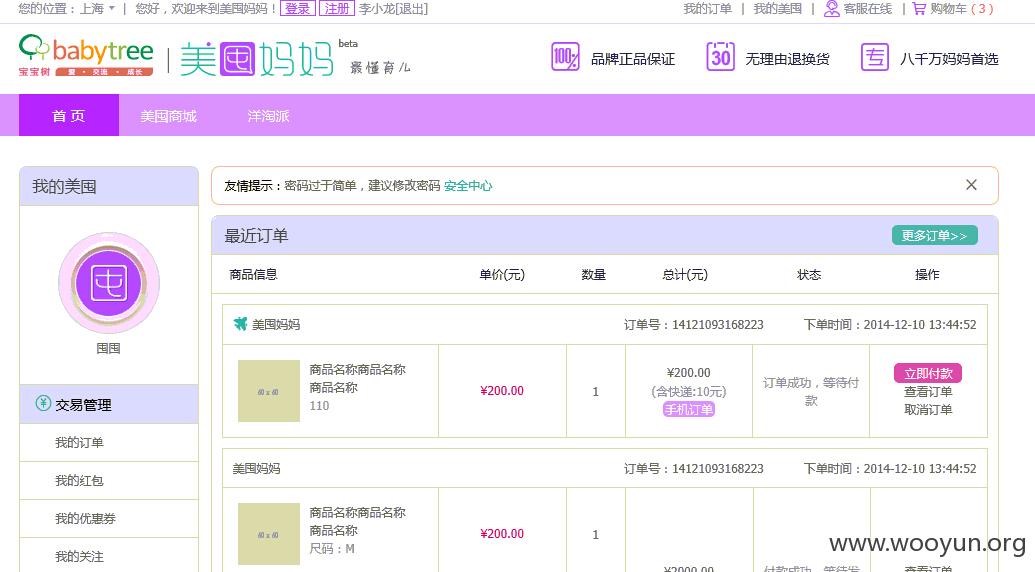 您的位置：上海 | 您好，欢迎来到美囤妈妈！ 登录 注册 李小龙[退出] 我的订单 | 我的美囤 | 客服在线 | 购物车（3）
babytree 宝宝树 爱·交流·成长 | 美囤妈妈 beta 最懂育儿 100% 品牌正品保证 30 无理由退换货 专 八千万妈妈首选
首页 美囤商城 洋淘派
我的美囤
友情提示：密码过于简单，建议修改密码 安全中心
最近订单 更多订单>>
商品信息 单价(元) 数量 总计(元) 状态 操作
囤
囤囤
美囤妈妈 订单号：14121093168223 下单时间：2014-12-10 13:44:52
60 x 60
商品名称商品名称
商品名称
110
¥200.00
1
¥200.00
(含快递:10元)
手机订单
订单成功，等待付
款
立即付款
查看订单
取消订单
交易管理
我的订单
我的红包
我的优惠券
我的关注
美囤妈妈 订单号：14121093168223 下单时间：2014-12-10 13:44:52
60 x 60
商品名称商品名称
商品名称
尺码：M
¥200.00
1
¥2000.00
付款成功，等待发
查看订单
www.wooyun.org